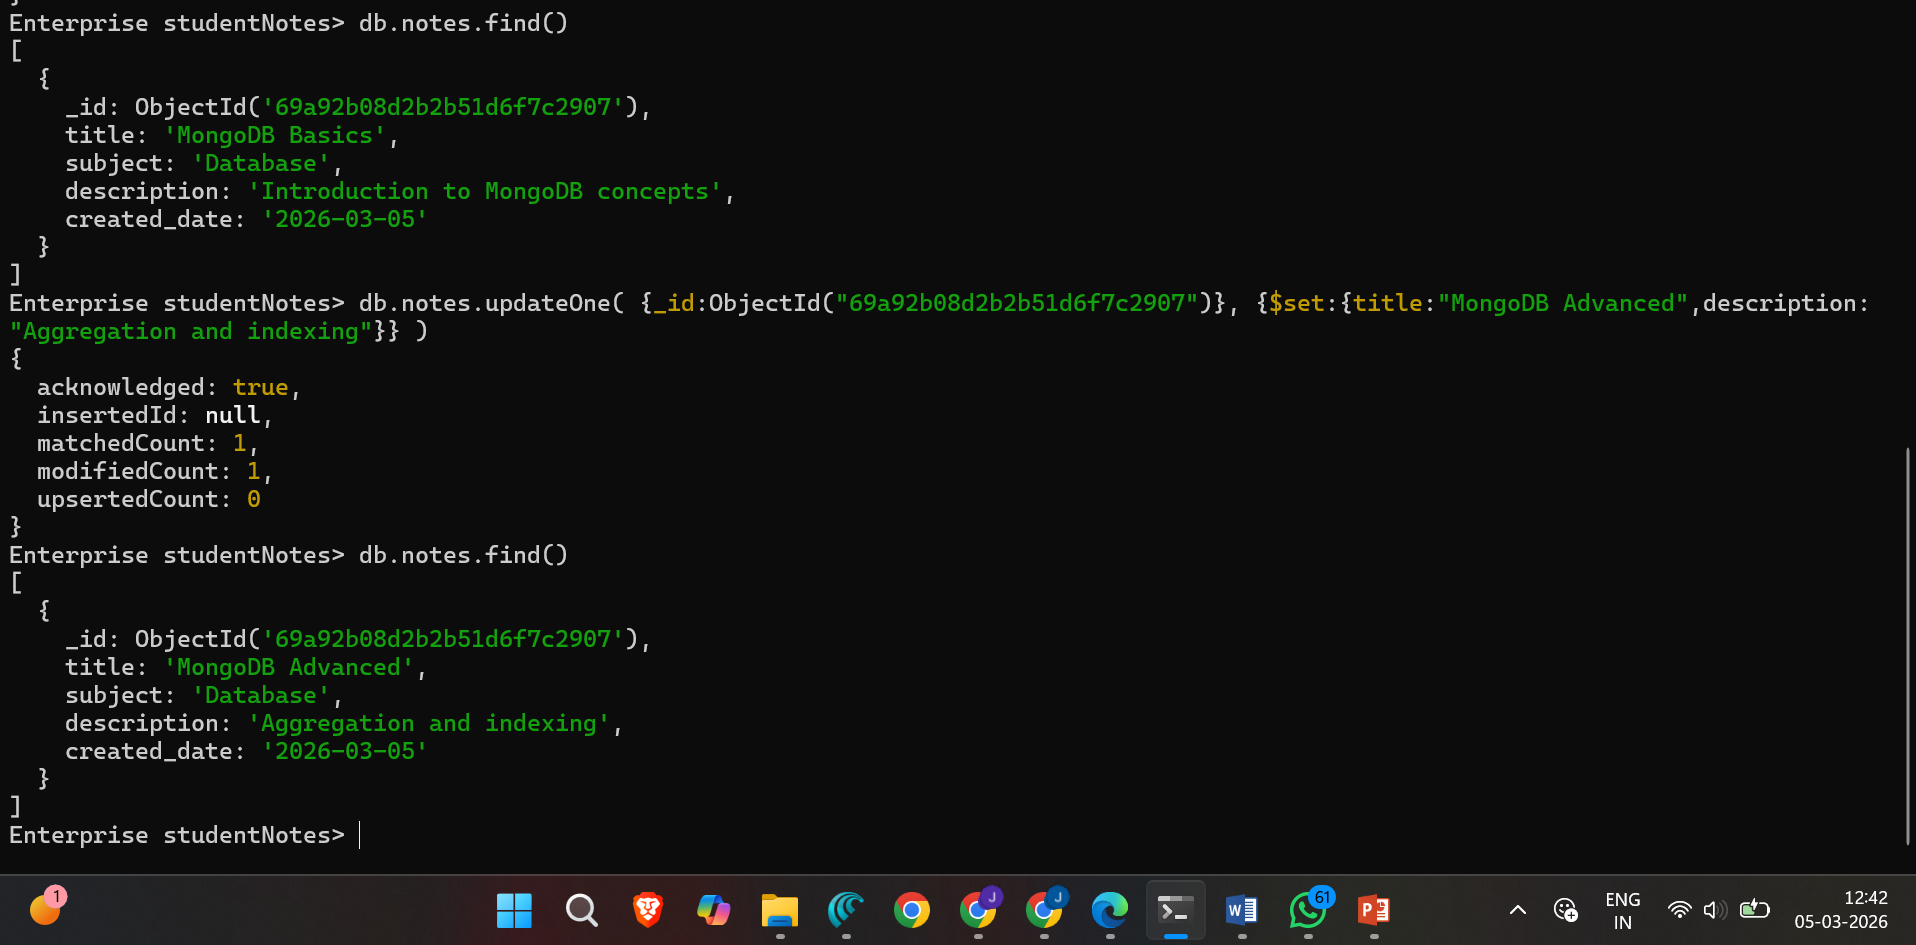 }
Enterprise studentNotes> db.notes.find()
[
  {
    _id: ObjectId('69a92b08d2b2b51d6f7c2907'),
    title: 'MongoDB Basics',
    subject: 'Database',
    description: 'Introduction to MongoDB concepts',
    created_date: '2026-03-05'
  }
]
Enterprise studentNotes> db.notes.updateOne( {_id:ObjectId("69a92b08d2b2b51d6f7c2907")}, {$set:{title:"MongoDB Advanced",description:
"Aggregation and indexing"}} )
{
  acknowledged: true,
  insertedId: null,
  matchedCount: 1,
  modifiedCount: 1,
  upsertedCount: 0
}
Enterprise studentNotes> db.notes.find()
[
  {
    _id: ObjectId('69a92b08d2b2b51d6f7c2907'),
    title: 'MongoDB Advanced',
    subject: 'Database',
    description: 'Aggregation and indexing',
    created_date: '2026-03-05'
  }
]
Enterprise studentNotes>
1
J
J
W
61
P
ENG
IN
12:42
05-03-2026